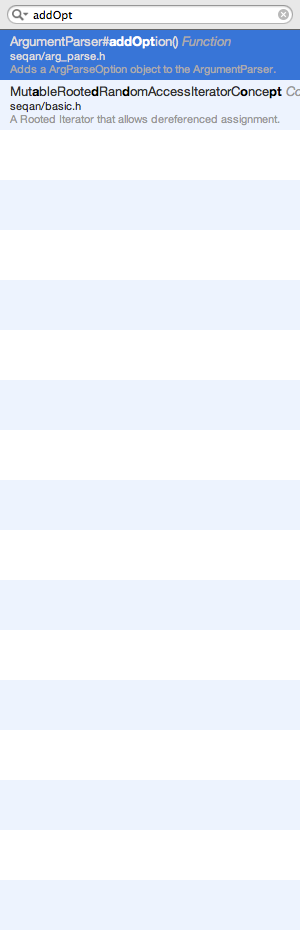 addOpt
ArgumentParser#addOption() Function
seqan/arg_parse.h
Adds a ArgParseOption object to the ArgumentParser.
MutableRootedRandomAccessIteratorConcept Co
seqan/basic.h
A Rooted Iterator that allows dereferenced assignment.